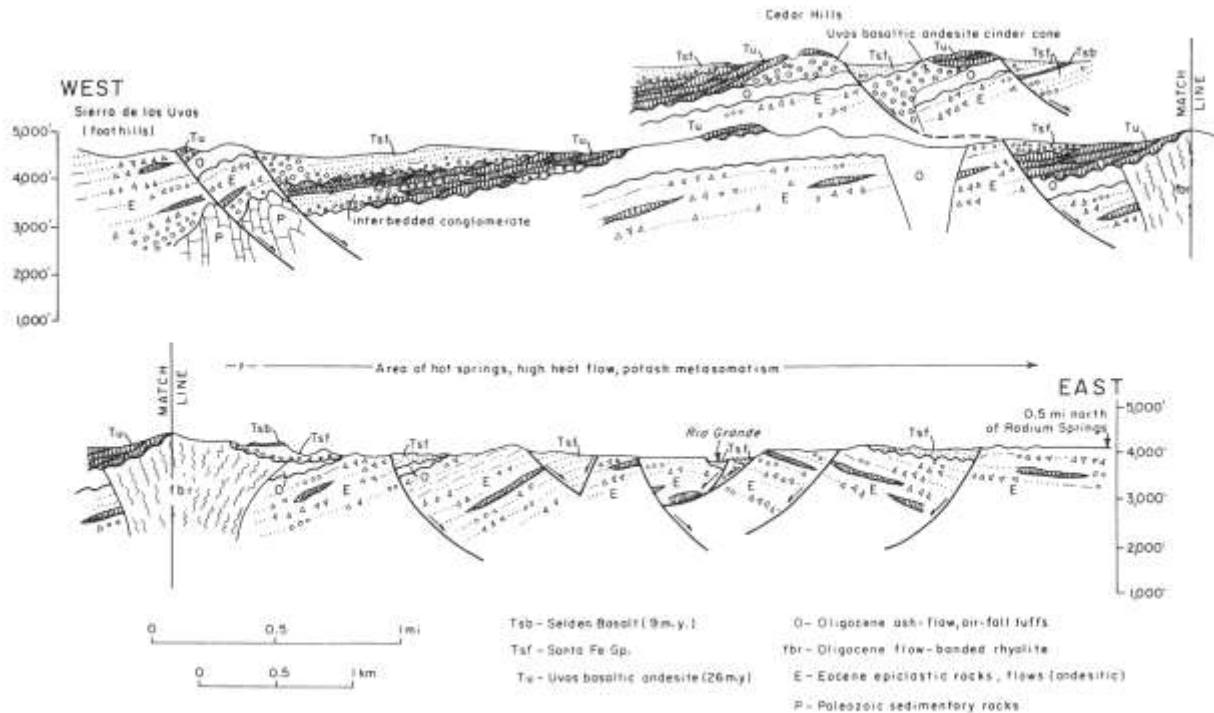 Cedar Hills
Uvas basaltic andesite cinder cone
Tsf
Tu
Tsf
Tu
Tsf
Tsb
WEST
Sierra de las Uvas
(foothills)
O
E
O
E
MATCH
LINE
5,000'
4,000'
3,000'
2,000'
1,000'
Tu
Tsf
Tu
Tu
Tsf
Tu
O
E
E
P
P
interbedded conglomerate
E
O
E
O
fbr
MATCH
LINE
Area of hot springs, high heat flow, potash metasomatism
EAST
0.5 mi north
of Radium Springs
5,000'
4,000'
3,000'
2,000'
1,000'
Tu
Tsb
Tsf
Tsf
Tsf
Rio Grande
Tsf
Tsf
fbr
O
E
O
E
E
E
E
E
E
0 0.5 1 mi
0 0.5 1 km
Tsb - Selden Basalt (9 m.y.)
Tsf - Santa Fe Gp.
Tu - Uvas basaltic andesite (26 m.y)
O - Oligocene ash-flow, air-fall tuffs
fbr - Oligocene flow-banded rhyolite
E - Eocene epiclastic rocks, flows (andesitic)
P - Paleozoic sedimentary rocks